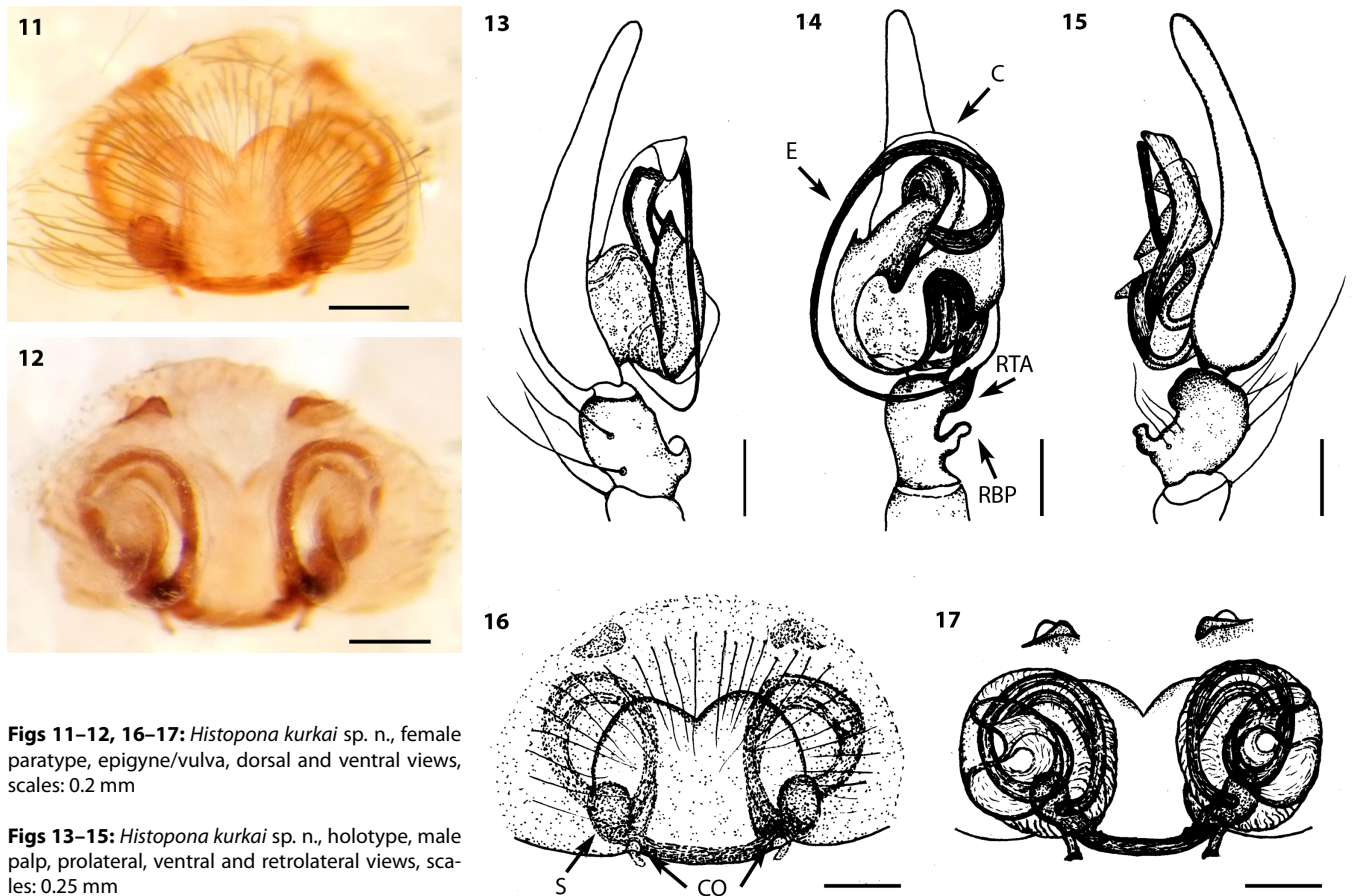 11
12
13
14
15
C
E
RTA
RBP
16
17
S
CO
Figs 11–12, 16–17: Histopona kurkai sp. n., female
paratype, epigyne/vulva, dorsal and ventral views,
scales: 0.2 mm
Figs 13–15: Histopona kurkai sp. n., holotype, male
palp, prolateral, ventral and retrolateral views, sca-
les: 0.25 mm